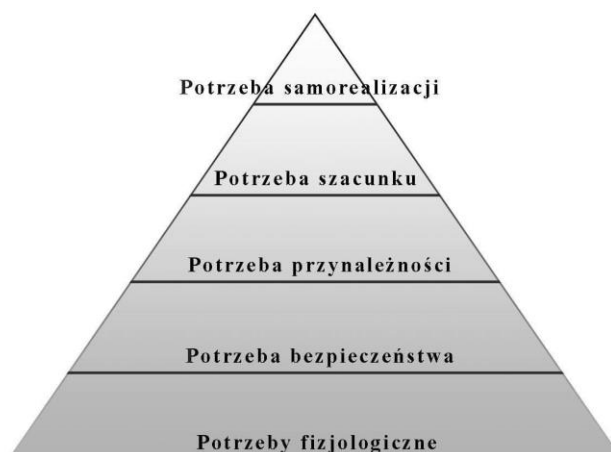 Potrzeba samorealizacji
Potrzeba szacunku
Potrzeba przynależności
Potrzeba bezpieczeństwa
Potrzeby fizjologiczne